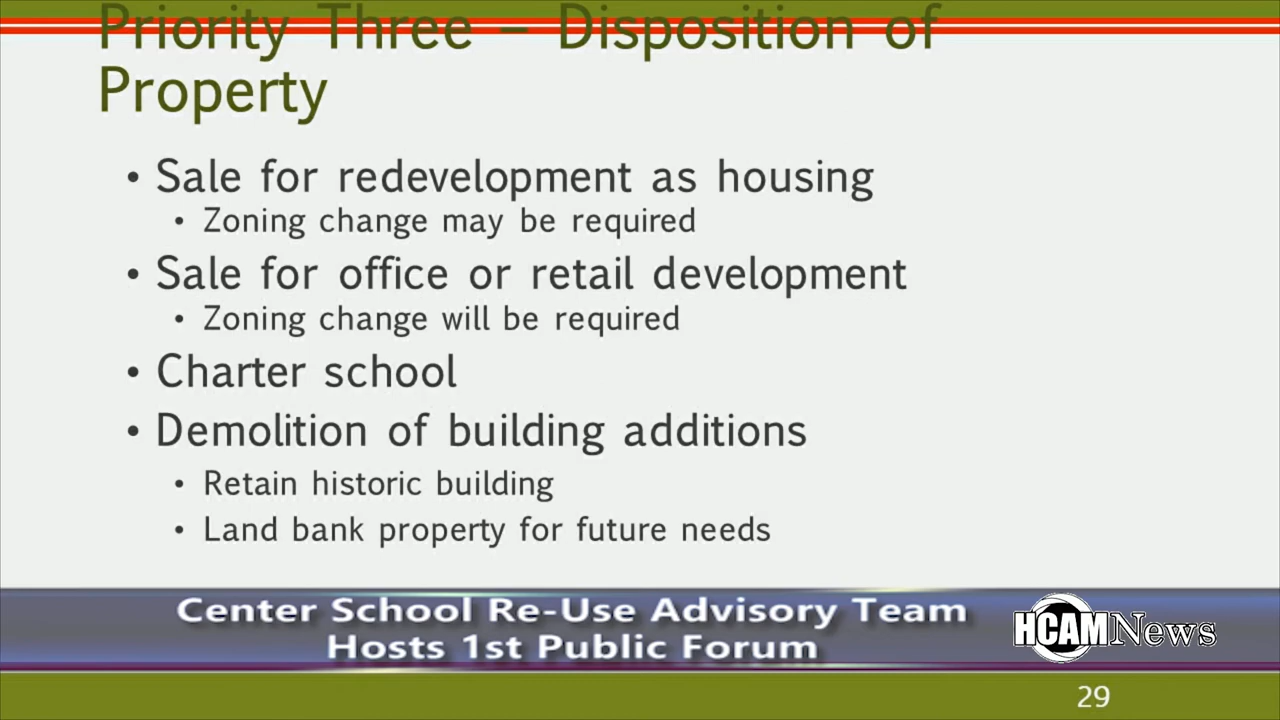 Priority Three – Disposition of
Property
• Sale for redevelopment as housing
• Zoning change may be required
• Sale for office or retail development
• Zoning change will be required
• Charter school
• Demolition of building additions
• Retain historic building
• Land bank property for future needs
Center School Re-Use Advisory Team
Hosts 1st Public Forum
HCAM News
29